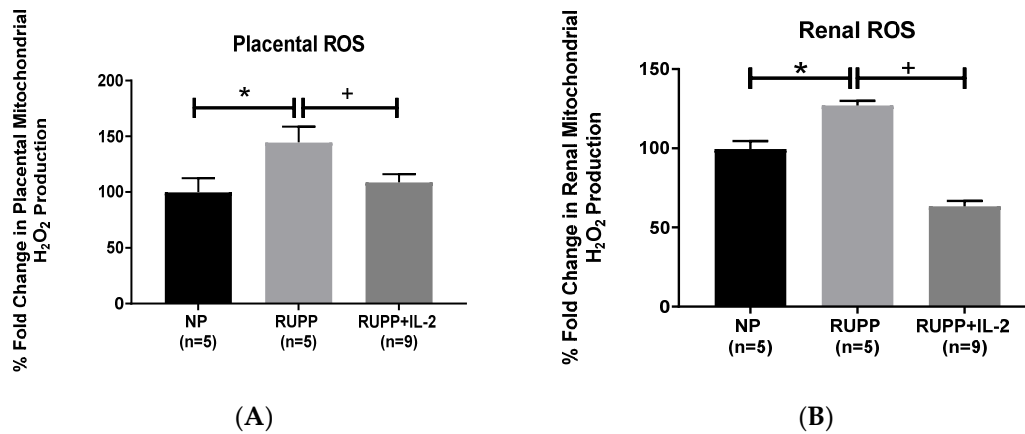 Placental ROS
% Fold Change in Placental Mitochondrial
H₂O₂ Production
200
150
100
50
0
*
+
NP
(n=5)
RUPP
(n=5)
RUPP+IL-2
(n=9)
(A)
Renal ROS
% Fold Change in Renal Mitochondrial
H₂O₂ Production
150
100
50
0
*
+
NP
(n=5)
RUPP
(n=5)
RUPP+IL-2
(n=9)
(B)